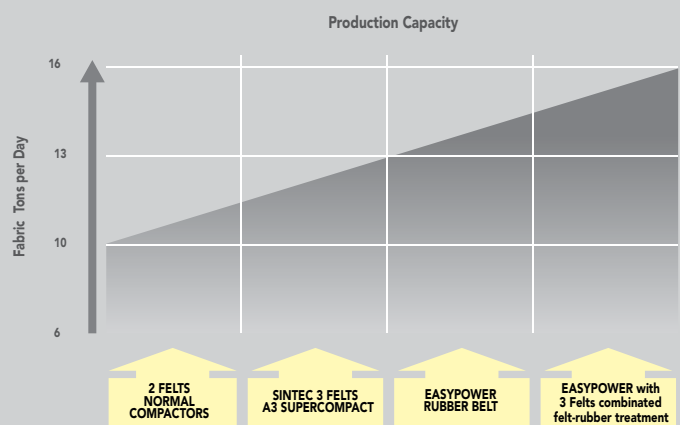 Production Capacity
16
13
10
6
Fabric Tons per Day
2 FELTS
NORMAL
COMPACTORS
SINTEC 3 FELTS
A3 SUPERCOMPACT
EASYPOWER
RUBBER BELT
EASYPOWER with
3 Felts combinated
felt-rubber treatment